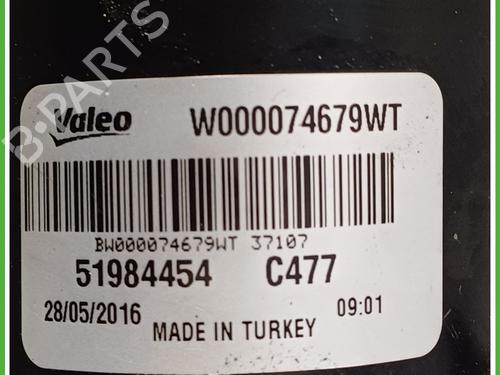 B-PARTS
Valeo W000074679WT
BW000074679WT 37107
51984454 C477
28/05/2016 MADE IN TURKEY 09:01